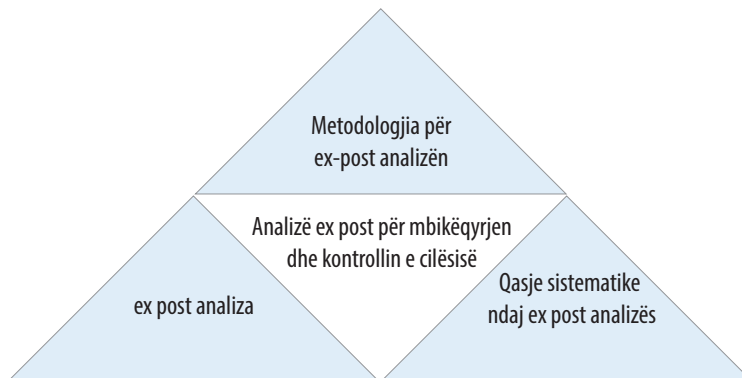 Metodologjia për
ex-post analizën
Analizë ex post për mbikëqyrjen
dhe kontrollin e cilësisë
ex post analiza
Qasje sistematike
ndaj ex post analizës